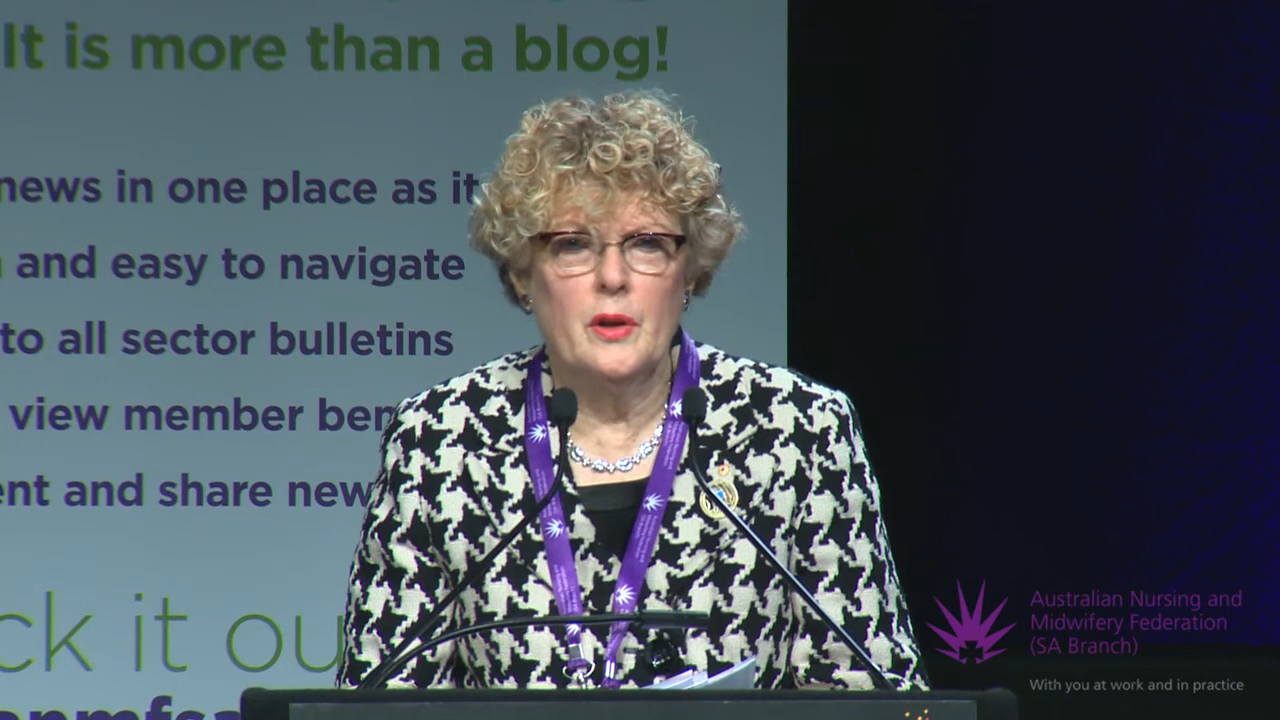 It is more than a blog!
news in one place as it
and easy to navigate
to all sector bulletins
view member ben
ent and share new
ck it ou
anmfsa
Australian Nursing and
Midwifery Federation
(SA Branch)
With you at work and in practice